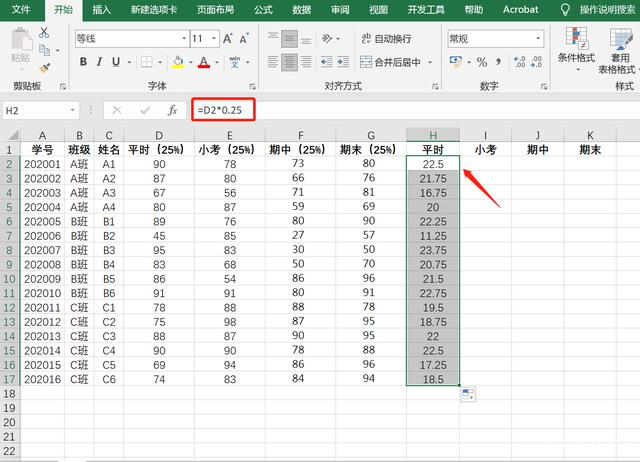 文件 开始 插入 新建选项卡 页面布局 公式 数据 审阅 视图 开发工具 帮助 Acrobat 操作说明搜索
等线 11 常规
粘贴 自动换行 条件格式 套用
B I U A wén 文 合并后居中 % 表格格式
剪贴板 字体 对齐方式 数字 样式
H2 fx =D2*0.25
A B C D E F G H I J K
1 学号 班级 姓名 平时（25%） 小考（25%） 期中（25%） 期末（25%） 平时 小考 期中 期末
2 202001 A班 A1 90 78 73 80 22.5
3 202002 A班 A2 87 80 66 76 21.75
4 202003 A班 A3 67 56 71 81 16.75
5 202004 A班 A4 80 87 59 69 20
6 202005 B班 B1 89 76 80 90 22.25
7 202006 B班 B2 45 85 27 57 11.25
8 202007 B班 B3 95 83 30 50 23.75
9 202008 B班 B4 83 68 50 70 20.75
10 202009 B班 B5 86 54 86 96 21.5
11 202010 B班 B6 91 91 80 91 22.75
12 202011 C班 C1 78 88 88 78 19.5
13 202012 C班 C2 75 98 87 95 18.75
14 202013 C班 C3 88 87 90 95 22
15 202014 C班 C4 90 90 78 88 22.5
16 202015 C班 C5 69 94 86 96 17.25
17 202016 C班 C6 74 83 84 94 18.5
18
19
20
21
22